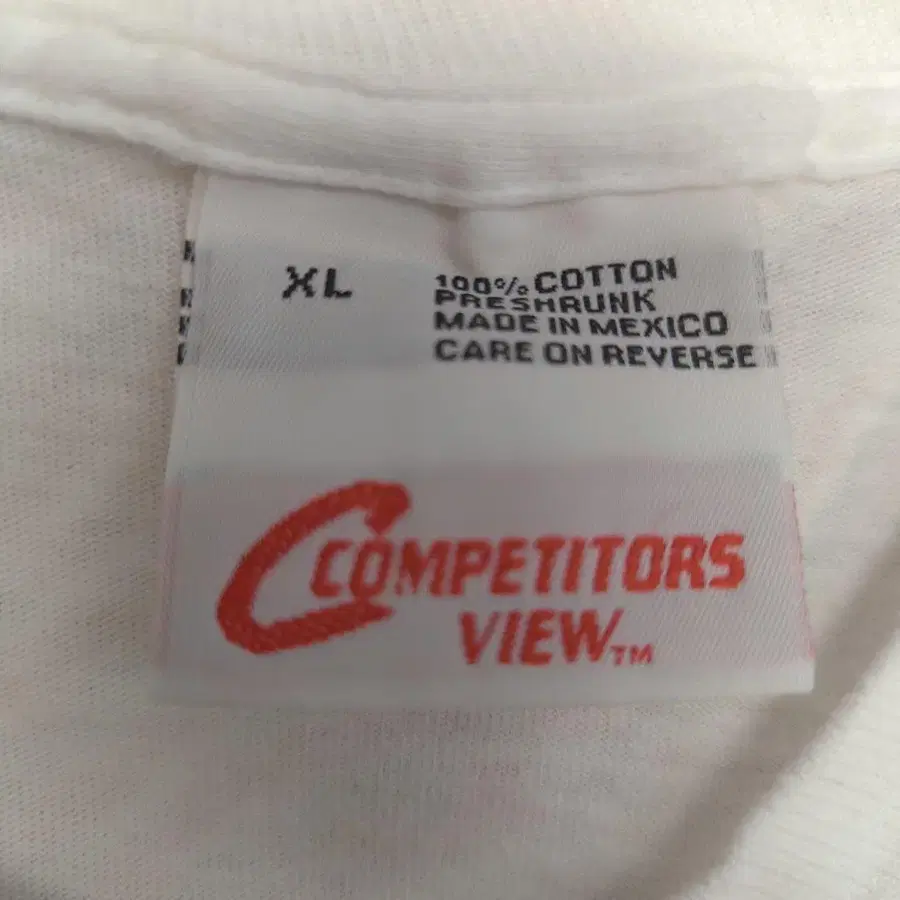 XL
100% COTTON
PRESHRUNK
MADE IN MEXICO
CARE ON REVERSE
C COMPETITORS
VIEW™